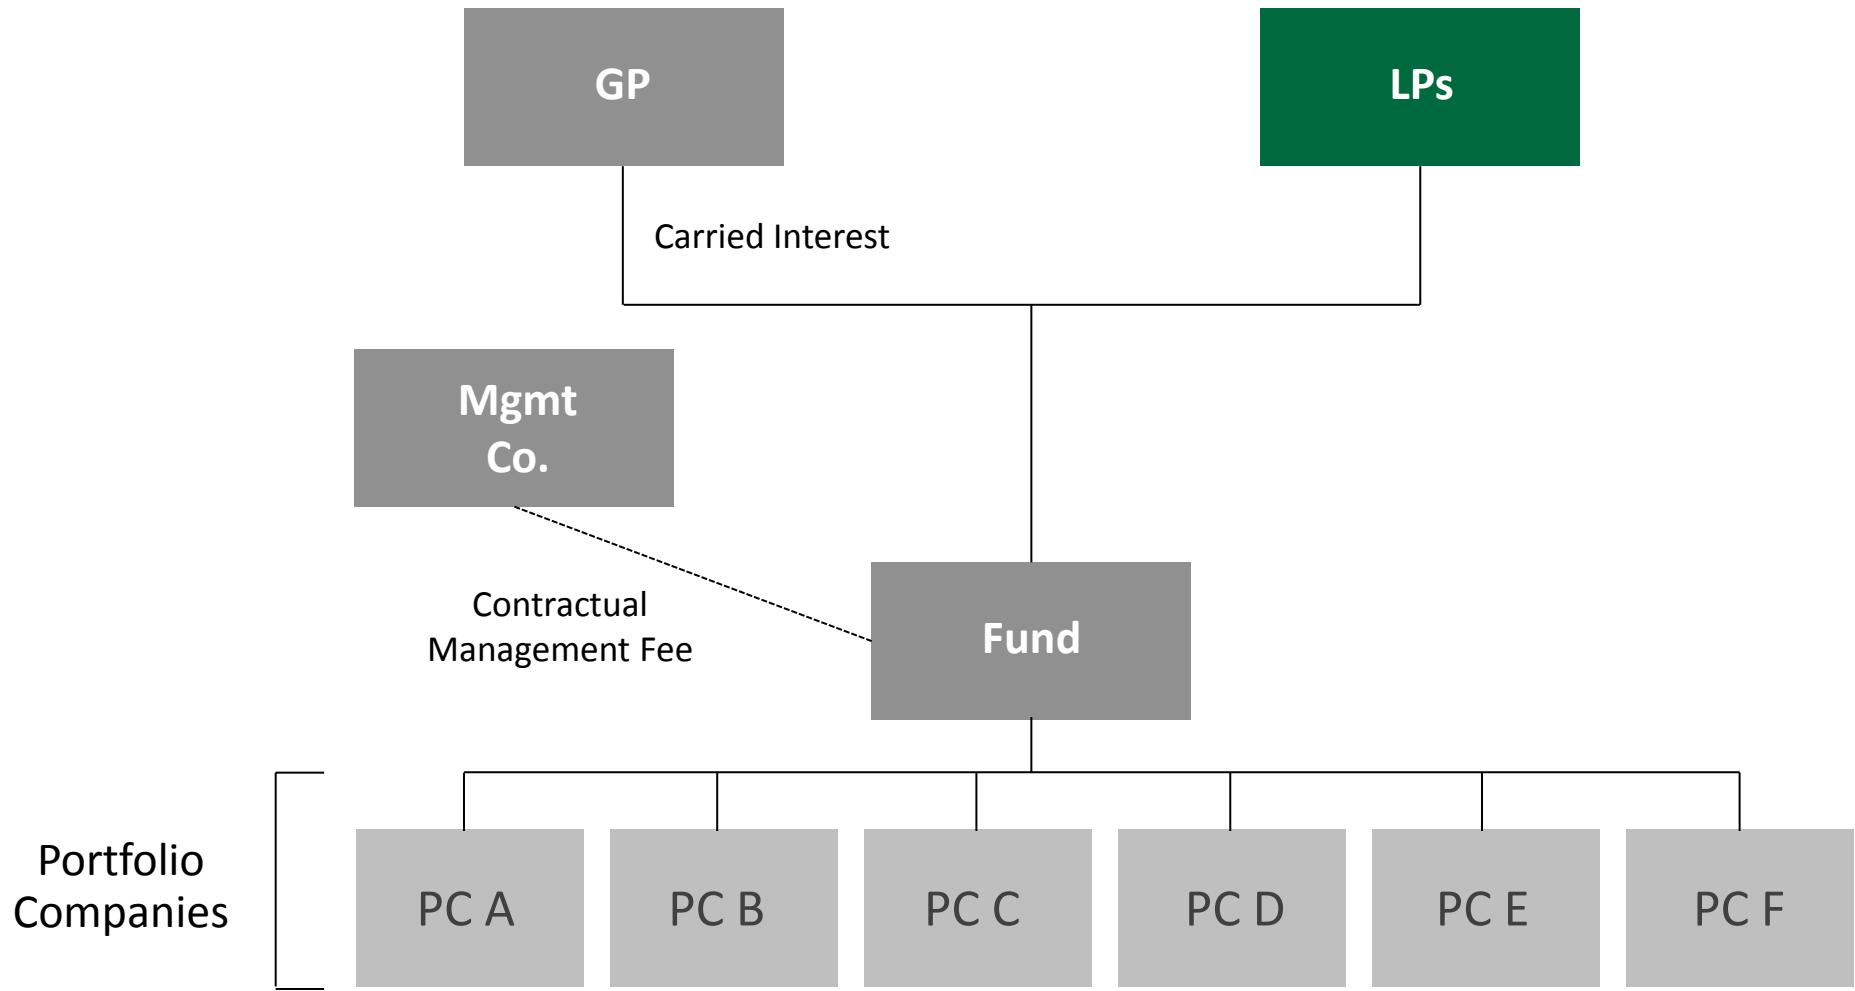 GP
LPs
Carried Interest
Mgmt
Co.
Contractual
Management Fee
Fund
Portfolio
Companies
PC A
PC B
PC C
PC D
PC E
PC F